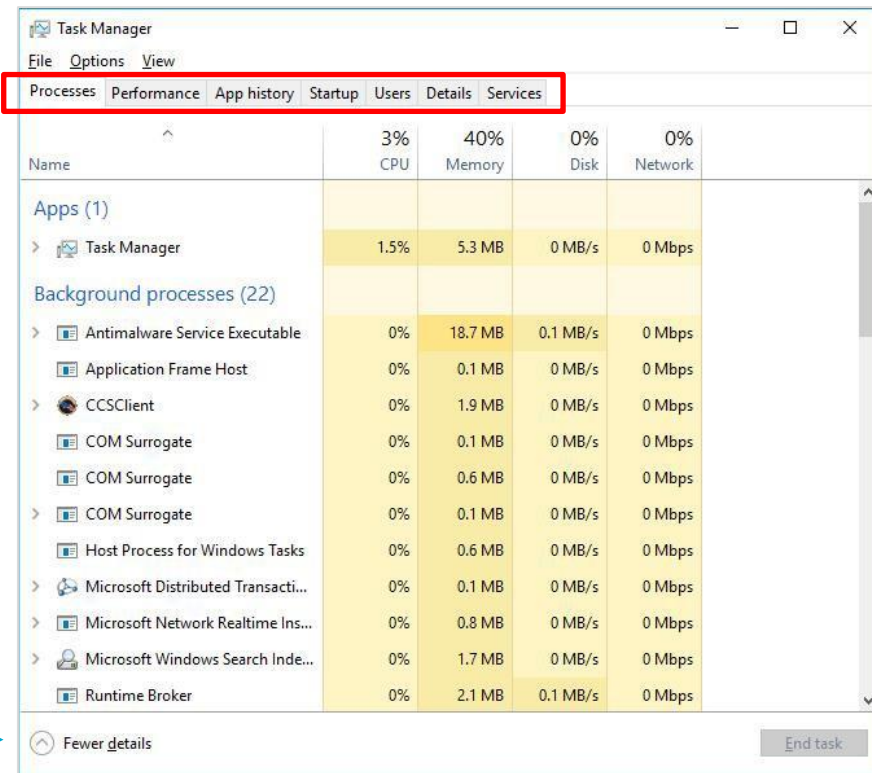 Task Manager
File Options View
Processes Performance App history Startup Users Details Services
3% 40% 0% 0%
Name CPU Memory Disk Network
Apps (1)
Task Manager 1.5% 5.3 MB 0 MB/s 0 Mbps
Background processes (22)
Antimalware Service Executable 0% 18.7 MB 0.1 MB/s 0 Mbps
Application Frame Host 0% 0.1 MB 0 MB/s 0 Mbps
CCSClient 0% 1.9 MB 0 MB/s 0 Mbps
COM Surrogate 0% 0.1 MB 0 MB/s 0 Mbps
COM Surrogate 0% 0.6 MB 0 MB/s 0 Mbps
COM Surrogate 0% 0.1 MB 0 MB/s 0 Mbps
Host Process for Windows Tasks 0% 0.6 MB 0 MB/s 0 Mbps
Microsoft Distributed Transacti... 0% 0.1 MB 0 MB/s 0 Mbps
Microsoft Network Realtime Ins... 0% 0.8 MB 0 MB/s 0 Mbps
Microsoft Windows Search Inde... 0% 1.7 MB 0 MB/s 0 Mbps
Runtime Broker 0% 2.1 MB 0.1 MB/s 0 Mbps
Fewer details End task